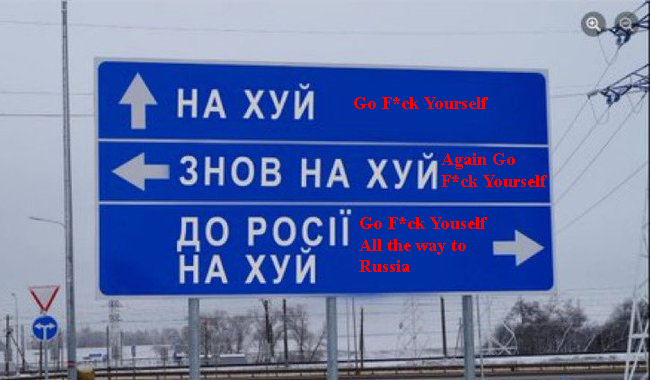 НА ХУЙ
Go F*ck Yourself
ЗНОВ НА ХУЙ
Again Go
F*ck Yourself
ДО РОСІЇ
НА ХУЙ
Go F*ck Youself
All the way to
Russia